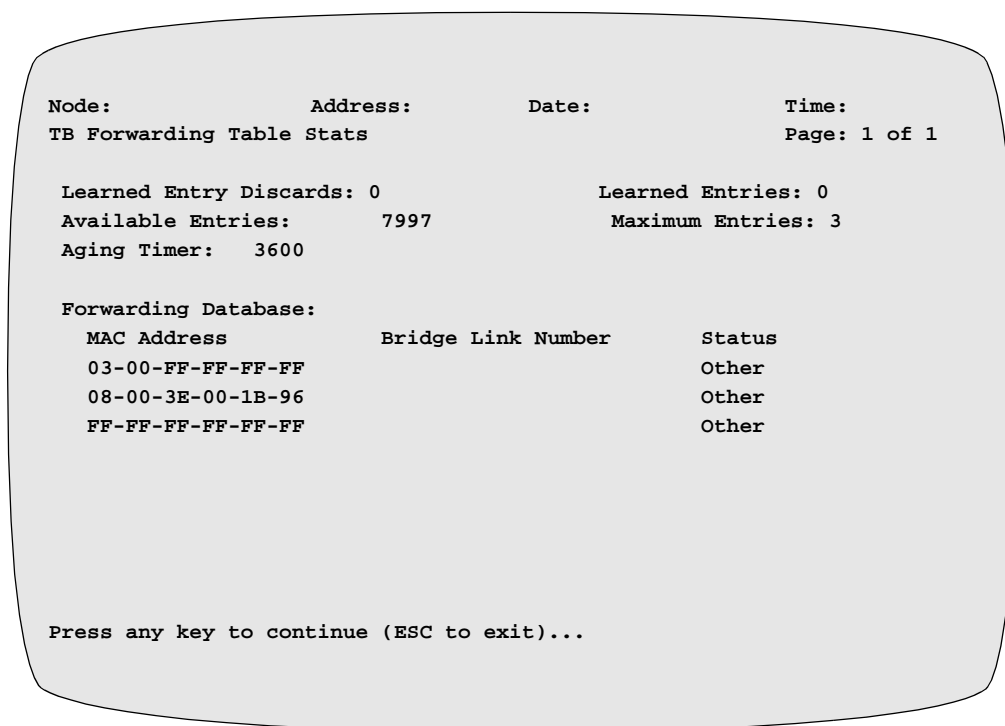 Node: Address: Date: Time:
TB Forwarding Table Stats Page: 1 of 1
Learned Entry Discards: 0 Learned Entries: 0
Available Entries: 7997 Maximum Entries: 3
Aging Timer: 3600
Forwarding Database:
MAC Address Bridge Link Number Status
03-00-FF-FF-FF-FF Other
08-00-3E-00-1B-96 Other
FF-FF-FF-FF-FF-FF Other
Press any key to continue (ESC to exit)...